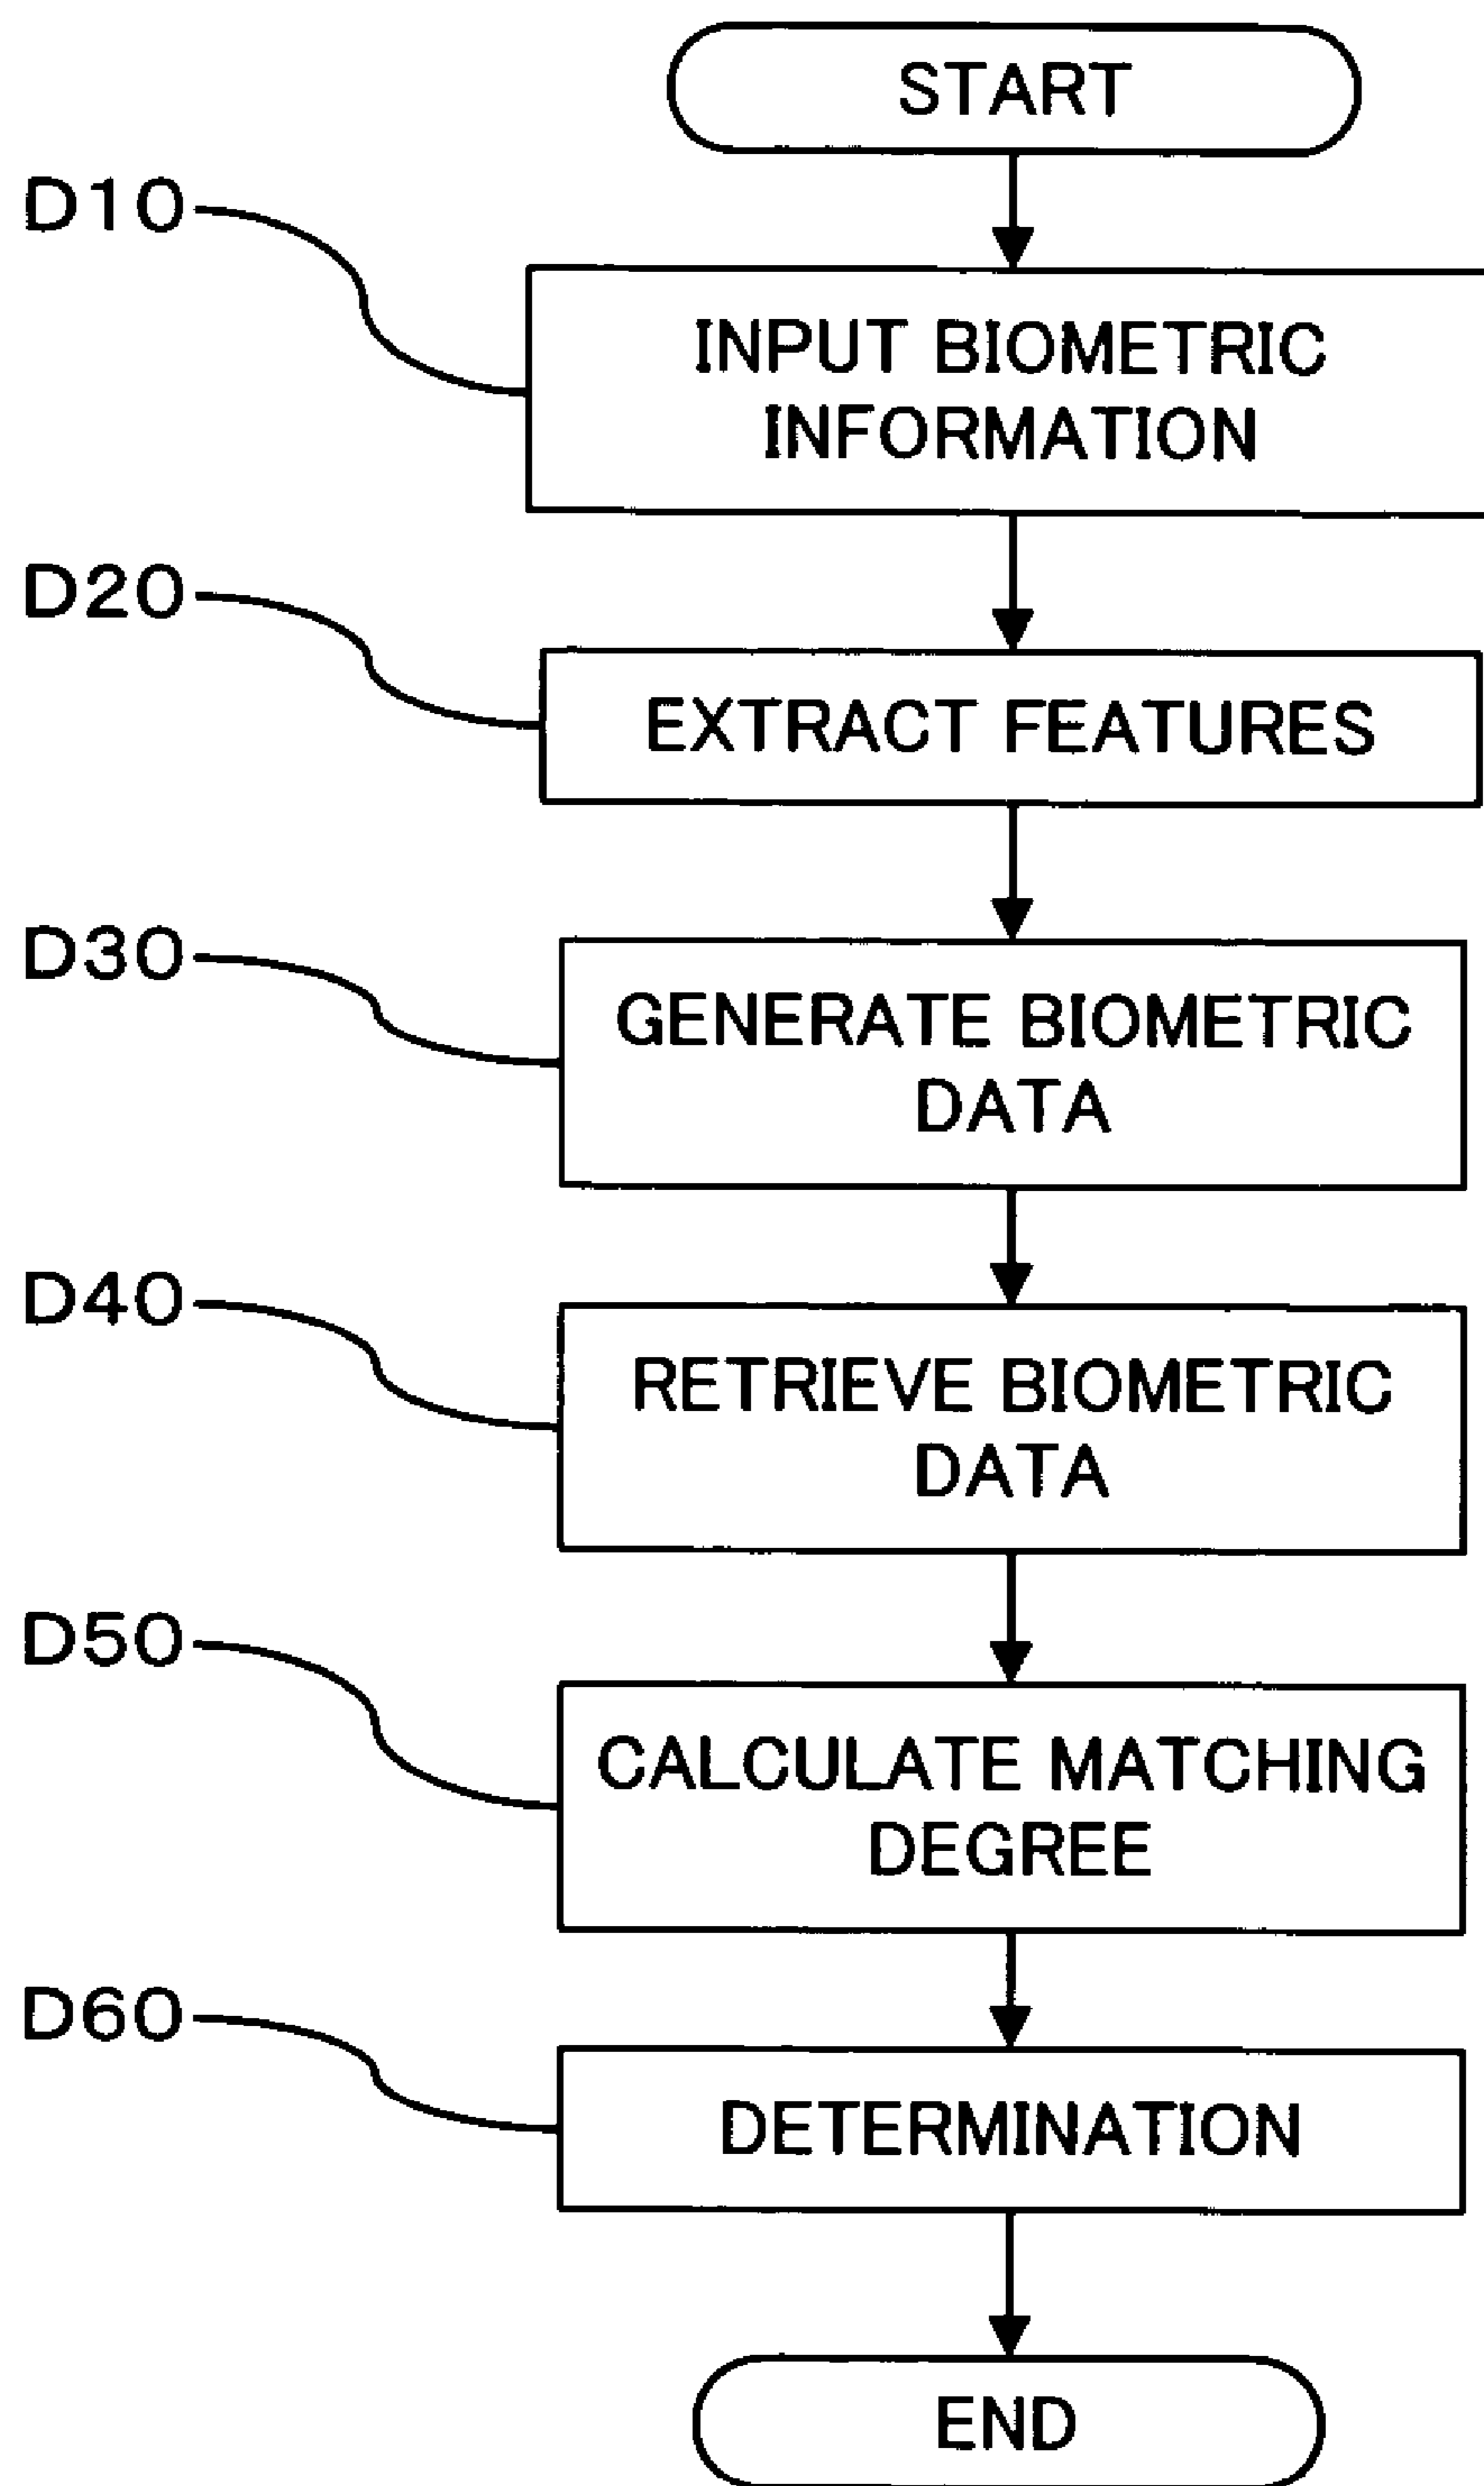 START
D10
INPUT BIOMETRIC
INFORMATION
D20
EXTRACT FEATURES
D30
GENERATE BIOMETRIC
DATA
D40
RETRIEVE BIOMETRIC
DATA
D50
CALCULATE MATCHING
DEGREE
D60
DETERMINATION
END